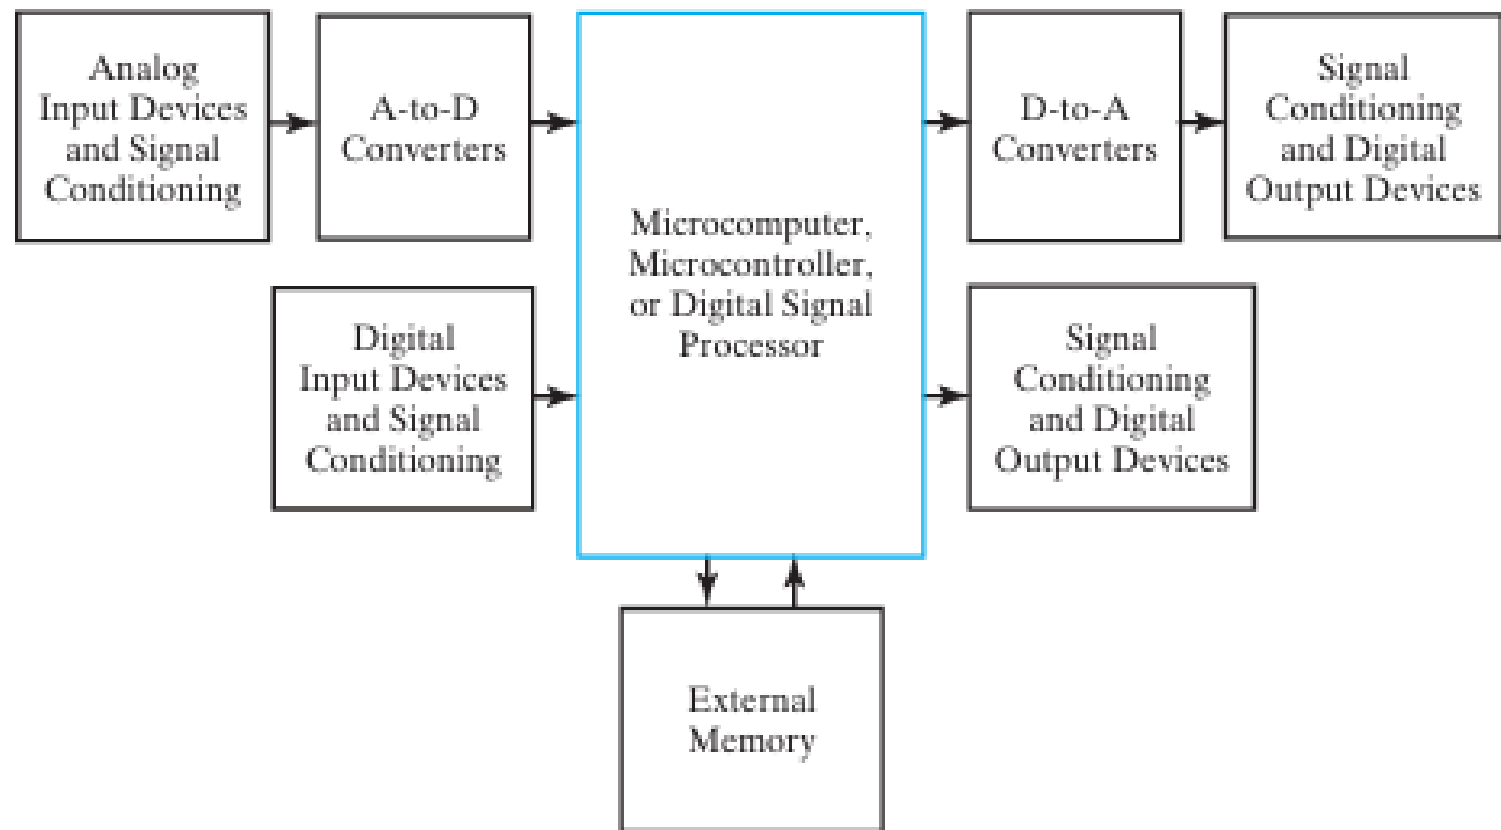 Analog
Input Devices
and Signal
Conditioning
A-to-D
Converters
Microcomputer,
Microcontroller,
or Digital Signal
Processor
D-to-A
Converters
Signal
Conditioning
and Digital
Output Devices
Digital
Input Devices
and Signal
Conditioning
Signal
Conditioning
and Digital
Output Devices
External
Memory